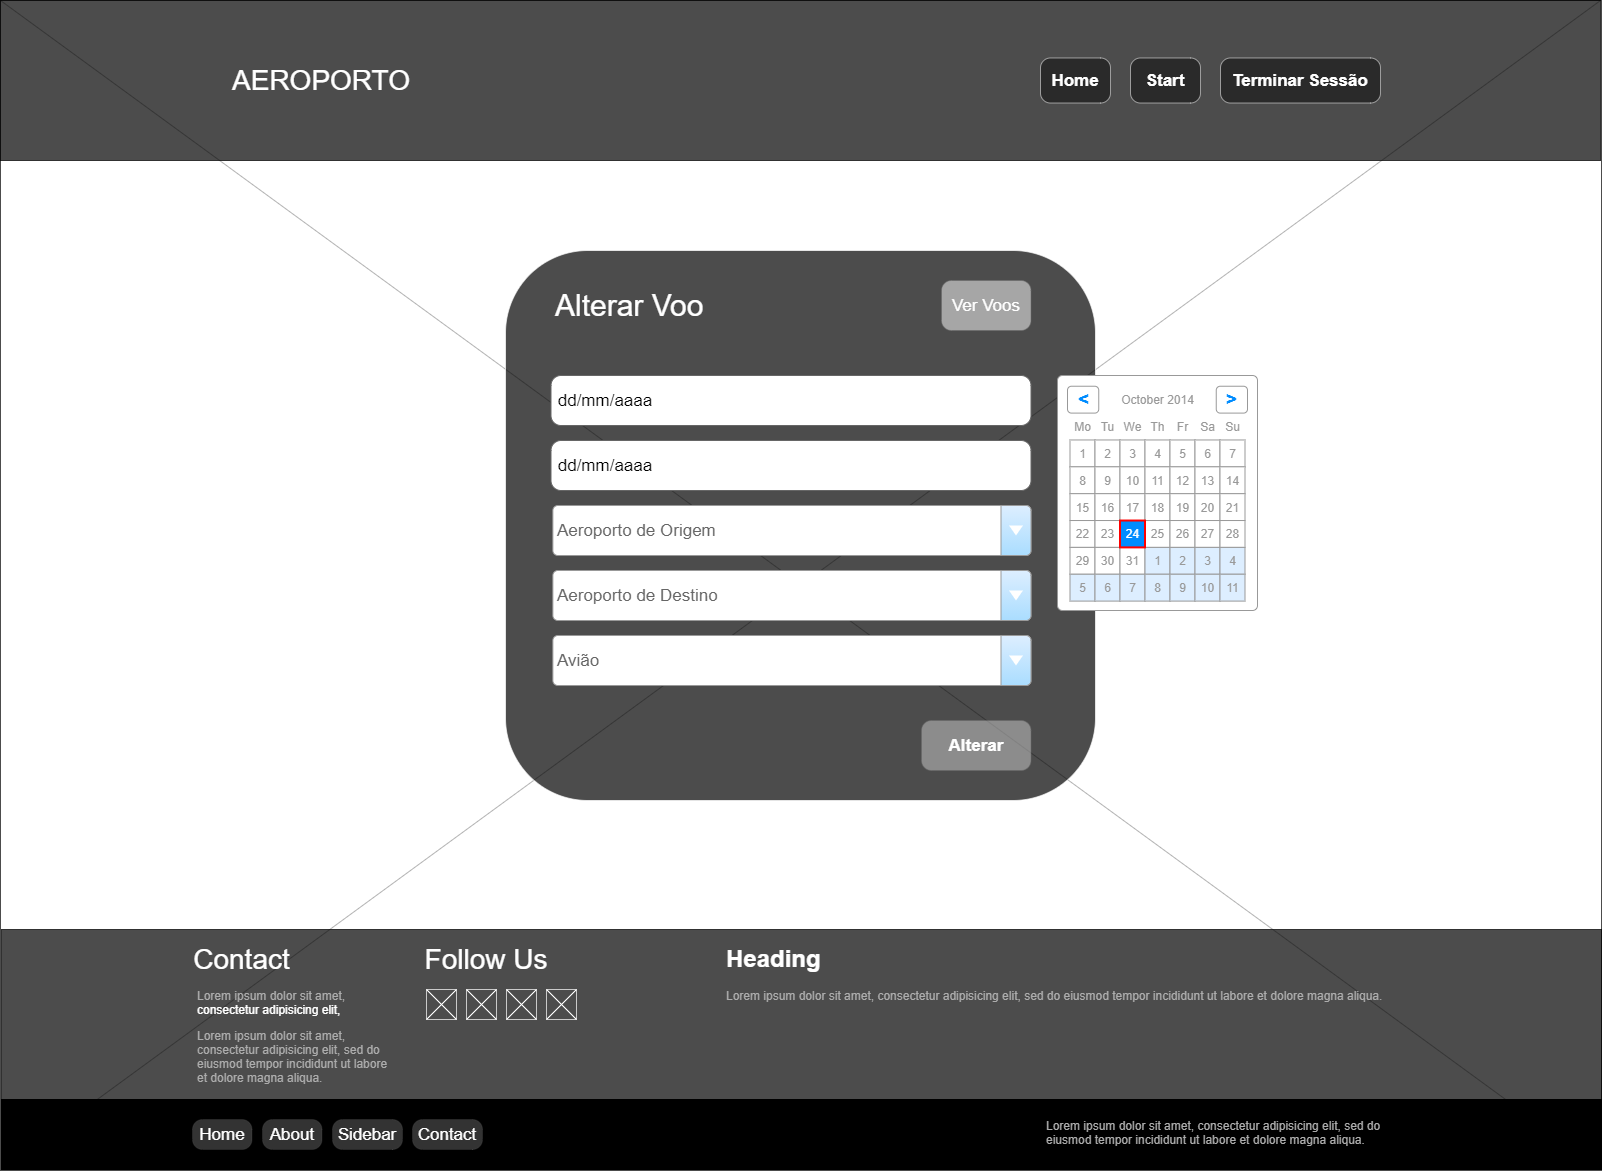 AEROPORTO
Home Start Terminar Sessão
Alterar Voo
Ver Voos
dd/mm/aaaa
dd/mm/aaaa
Aeroporto de Origem
Aeroporto de Destino
Avião
Alterar
< October 2014 >
Mo Tu We Th Fr Sa Su
1 2 3 4 5 6 7
8 9 10 11 12 13 14
15 16 17 18 19 20 21
22 23 24 25 26 27 28
29 30 31 1 2 3 4
5 6 7 8 9 10 11
Contact
Lorem ipsum dolor sit amet,
consectetur adipisicing elit,
Lorem ipsum dolor sit amet,
consectetur adipisicing elit, sed do
eiusmod tempor incididunt ut labore
et dolore magna aliqua.
Follow Us
Heading
Lorem ipsum dolor sit amet, consectetur adipisicing elit, sed do eiusmod tempor incididunt ut labore et dolore magna aliqua.
Home About Sidebar Contact
Lorem ipsum dolor sit amet, consectetur adipisicing elit, sed do
eiusmod tempor incididunt ut labore et dolore magna aliqua.